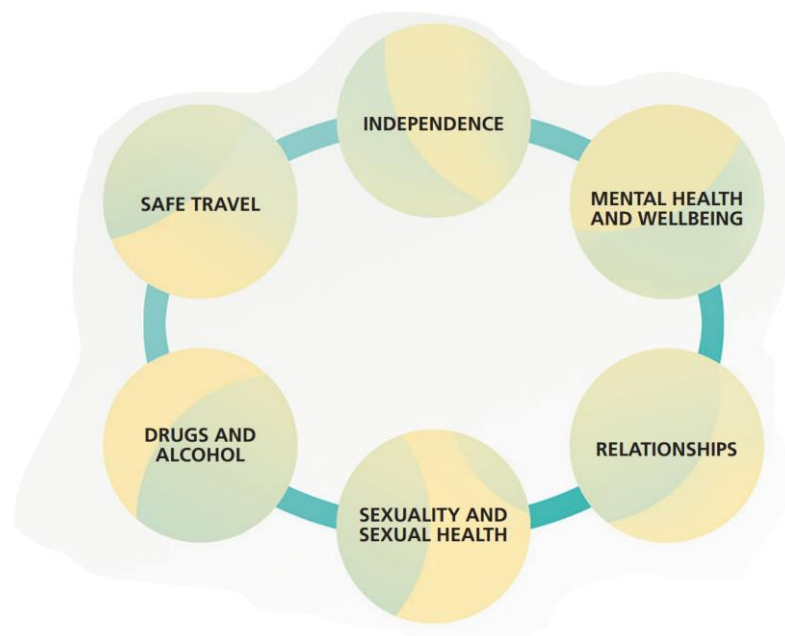 INDEPENDENCE
MENTAL HEALTH
AND WELLBEING
RELATIONSHIPS
SEXUALITY AND
SEXUAL HEALTH
DRUGS AND
ALCOHOL
SAFE TRAVEL